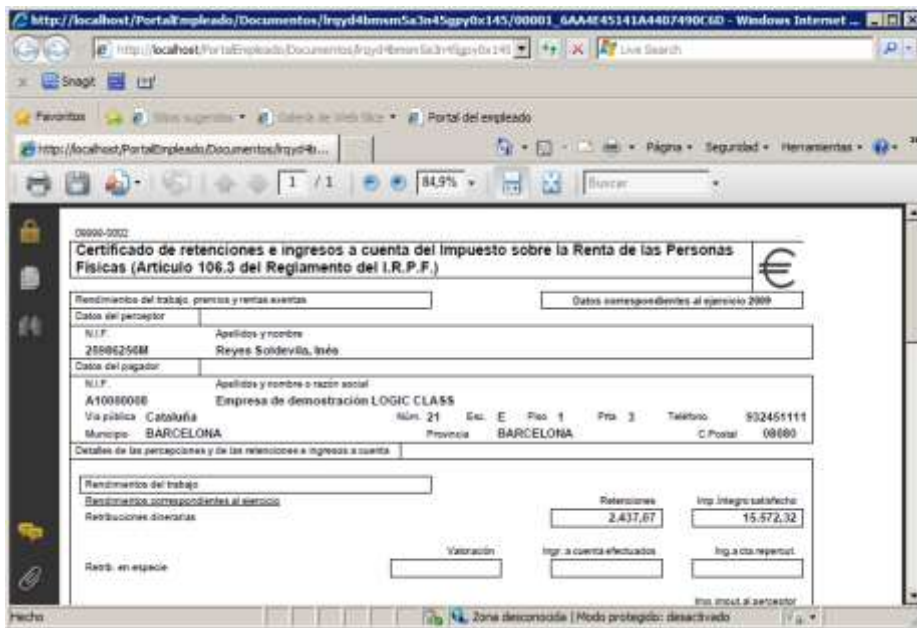 http://localhost/PortalEmpleado/Documentos/lrqyd4bmsm5a3n45gpy0x145/00001_6AA4E45141A4407490C6D - Windows Internet ...
Live Search
Snagit
Favoritos
Portal del empleado
http://localhost/PortalEmpleado/Documentos/lrqyd4b...
Página Seguridad Herramientas
1 / 1 84,9% Buscar
Certificado de retenciones e ingresos a cuenta del Impuesto sobre la Renta de las Personas
Físicas (Artículo 106.3 del Reglamento del I.R.P.F.)
€
Rendimientos del trabajo, premios y rentas exentas Datos correspondientes al ejercicio 2009
Datos del perceptor
N.I.F. Apellidos y nombre
25986256M Reyes Soldevila, Inés
Datos del pagador
N.I.F. Apellidos y nombre o razón social
A10000008 Empresa de demostración LOGIC CLASS
Vía pública Cataluña Núm. 21 Esc. E Piso 1 Prta 3 Teléfono 932451111
Municipio BARCELONA Provincia BARCELONA C.Postal 08080
Detalles de las percepciones y de las retenciones e ingresos a cuenta
Rendimientos del trabajo
Rendimientos correspondientes al ejercicio Retenciones Imp.íntegro satisfecho
Retribuciones dinerarias 2.437,67 15.572,32
Valoración Ingr. a cuenta efectuados Ing.a cta.repercut.
Retrib. en especie
Hecho Zona desconocida | Modo protegido: desactivado